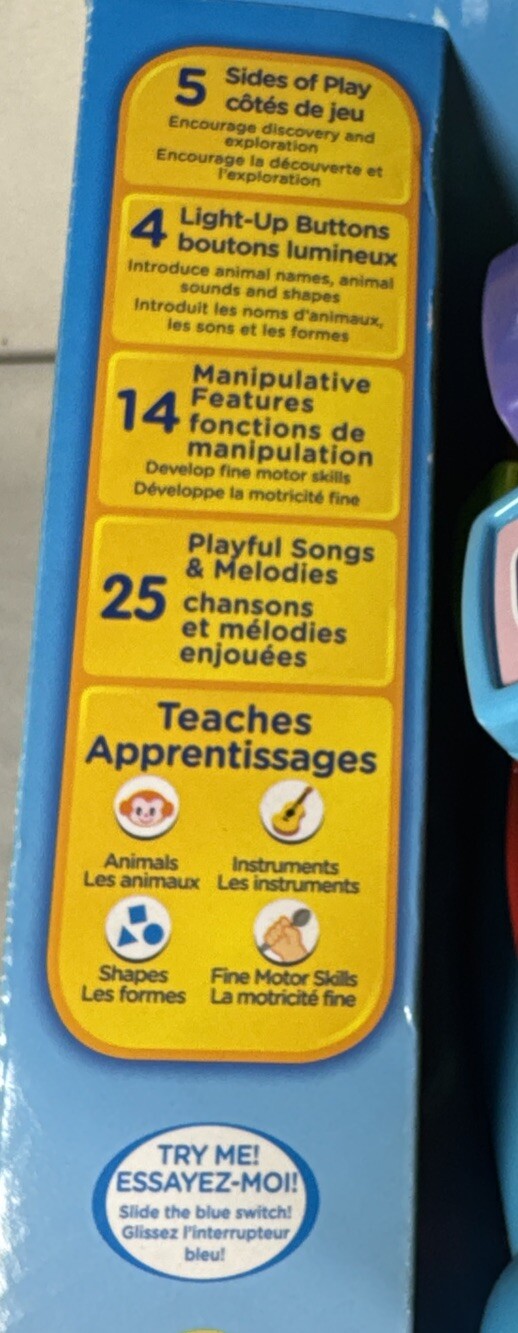 5 Sides of Play
côtés de jeu
Encourage discovery and
exploration
Encourage la découverte et
l'exploration
4 Light-Up Buttons
boutons lumineux
Introduce animal names, animal
sounds and shapes
Introduit les noms d'animaux,
les sons et les formes
14 Manipulative
Features
fonctions de
manipulation
Develop fine motor skills
Développe la motricité fine
25 Playful Songs
& Melodies
chansons
et mélodies
enjouées
Teaches
Apprentissages
Animals
Les animaux
Instruments
Les instruments
Shapes
Les formes
Fine Motor Skills
La motricité fine
TRY ME!
ESSAYEZ-MOI!
Slide the blue switch!
Glissez l'interrupteur
bleu!